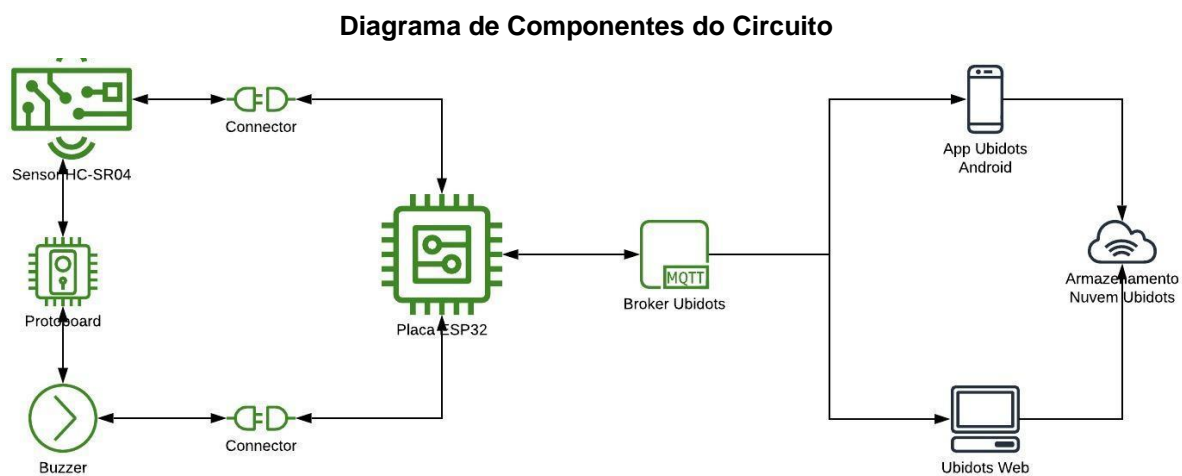 Diagrama de Componentes do Circuito
Connector
Sensor HC-SR04
App Ubidots
Android
MQTT
Armazenamento
Nuvem Ubidots
Broker Ubidots
Protoboard
Placa ESP32
Connector
Buzzer
Ubidots Web